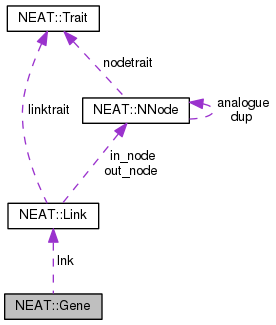 NEAT::Trait
nodetrait
linktrait
NEAT::NNode
analogue
dup
in_node
out_node
NEAT::Link
lnk
NEAT::Gene